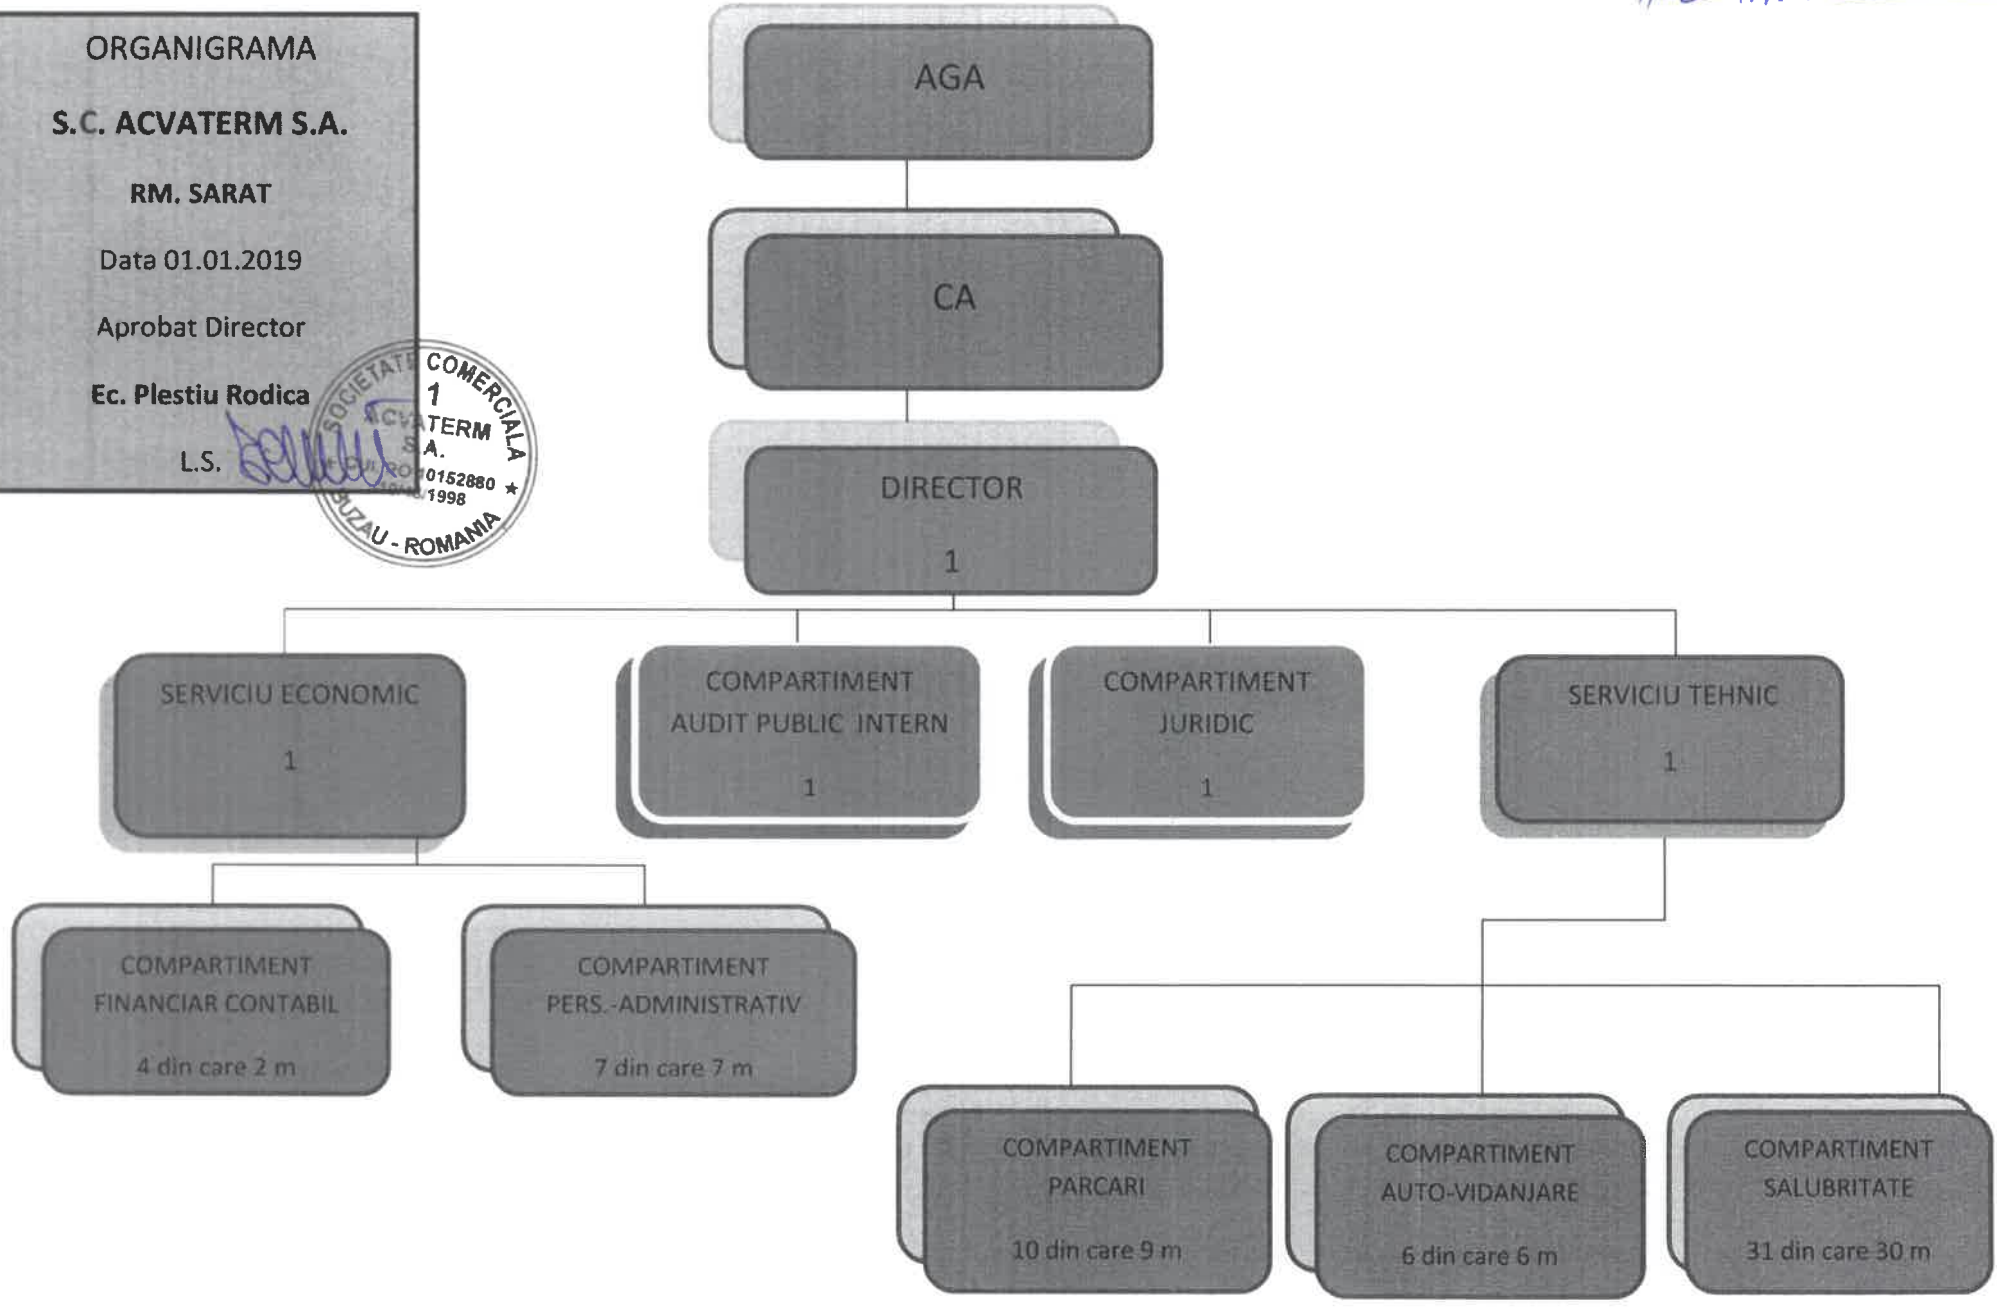 ORGANIGRAMA
S.C. ACVATERM S.A.
RM. SARAT
Data 01.01.2019
Aprobat Director
Ec. Plestiu Rodica
L.S.
SOCIETATE COMERCIALA
1
ACVATERM
S.A.
CUI. RO 10152880
/1998
BUZAU - ROMANIA
AGA
CA
DIRECTOR
1
SERVICIU ECONOMIC
1
COMPARTIMENT
AUDIT PUBLIC INTERN
1
COMPARTIMENT
JURIDIC
1
SERVICIU TEHNIC
1
COMPARTIMENT
FINANCIAR CONTABIL
4 din care 2 m
COMPARTIMENT
PERS.-ADMINISTRATIV
7 din care 7 m
COMPARTIMENT
PARCARI
10 din care 9 m
COMPARTIMENT
AUTO-VIDANJARE
6 din care 6 m
COMPARTIMENT
SALUBRITATE
31 din care 30 m